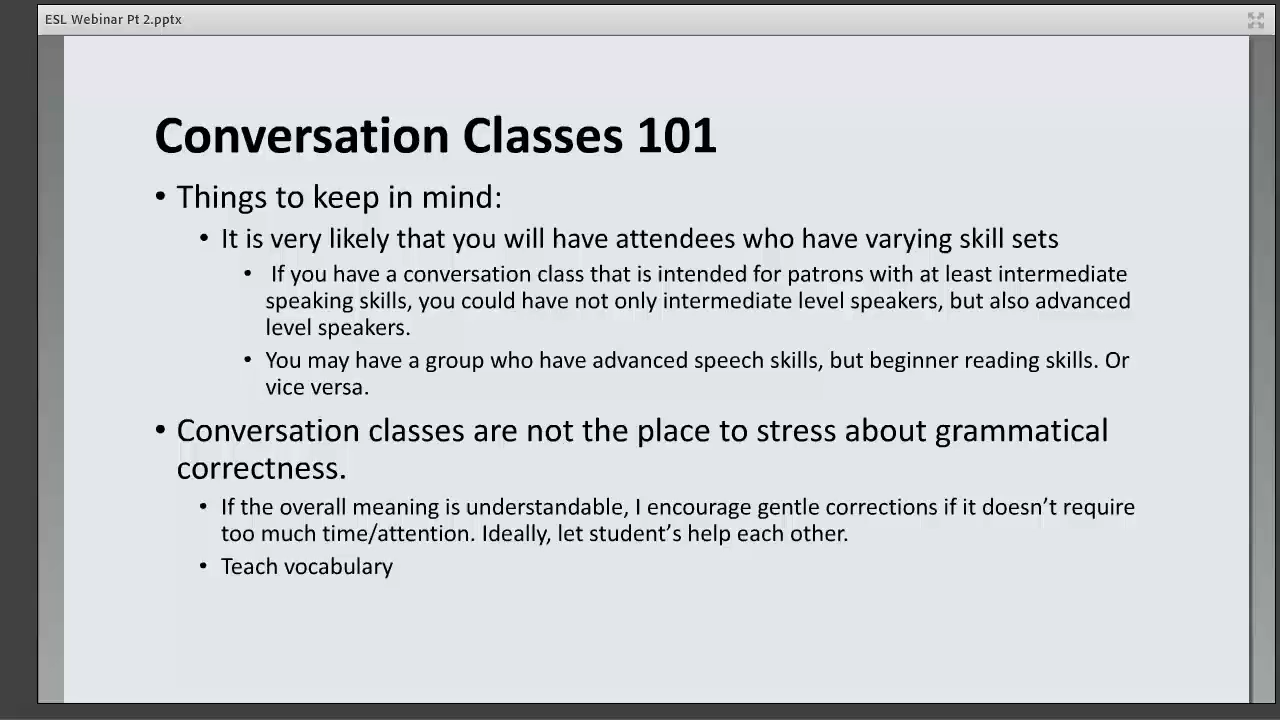 ESL Webinar Pt 2.pptx
Conversation Classes 101
• Things to keep in mind:
• It is very likely that you will have attendees who have varying skill sets
• If you have a conversation class that is intended for patrons with at least intermediate
speaking skills, you could have not only intermediate level speakers, but also advanced
level speakers.
• You may have a group who have advanced speech skills, but beginner reading skills. Or
vice versa.
• Conversation classes are not the place to stress about grammatical
correctness.
• If the overall meaning is understandable, I encourage gentle corrections if it doesn’t require
too much time/attention. Ideally, let student’s help each other.
• Teach vocabulary